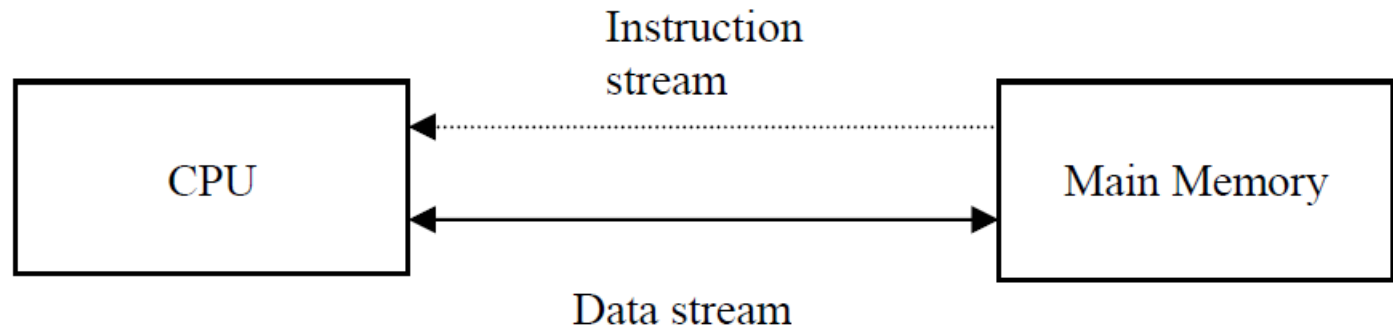 Instruction
stream
CPU
Main Memory
Data stream